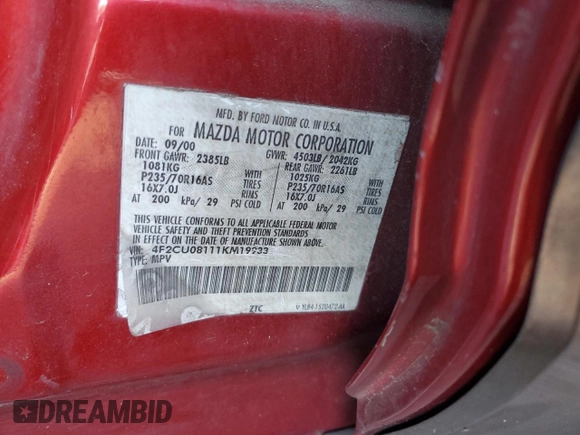 MFD. BY FORD MOTOR CO. IN U.S.A.
FOR MAZDA MOTOR CORPORATION
DATE: 09/00 GVWR: 4503LB/2042KG
FRONT GAWR: 2385LB REAR GAWR: 2261LB
1081KG WITH 1025KG WITH
P235/70R16AS TIRES P235/70R16AS TIRES
16X7.0J RIMS 16X7.0J RIMS
AT 200 kPa/ 29 PSI COLD AT 200 kPa/ 29 PSI COLD
THIS VEHICLE CONFORMS TO ALL APPLICABLE FEDERAL MOTOR
VEHICLE SAFETY AND THEFT PREVENTION STANDARDS
IN EFFECT ON THE DATE OF MANUFACTURE SHOWN ABOVE.
VIN: 4F2CU08111KM19233
TYPE: MPV
ZTC
DREAMBID